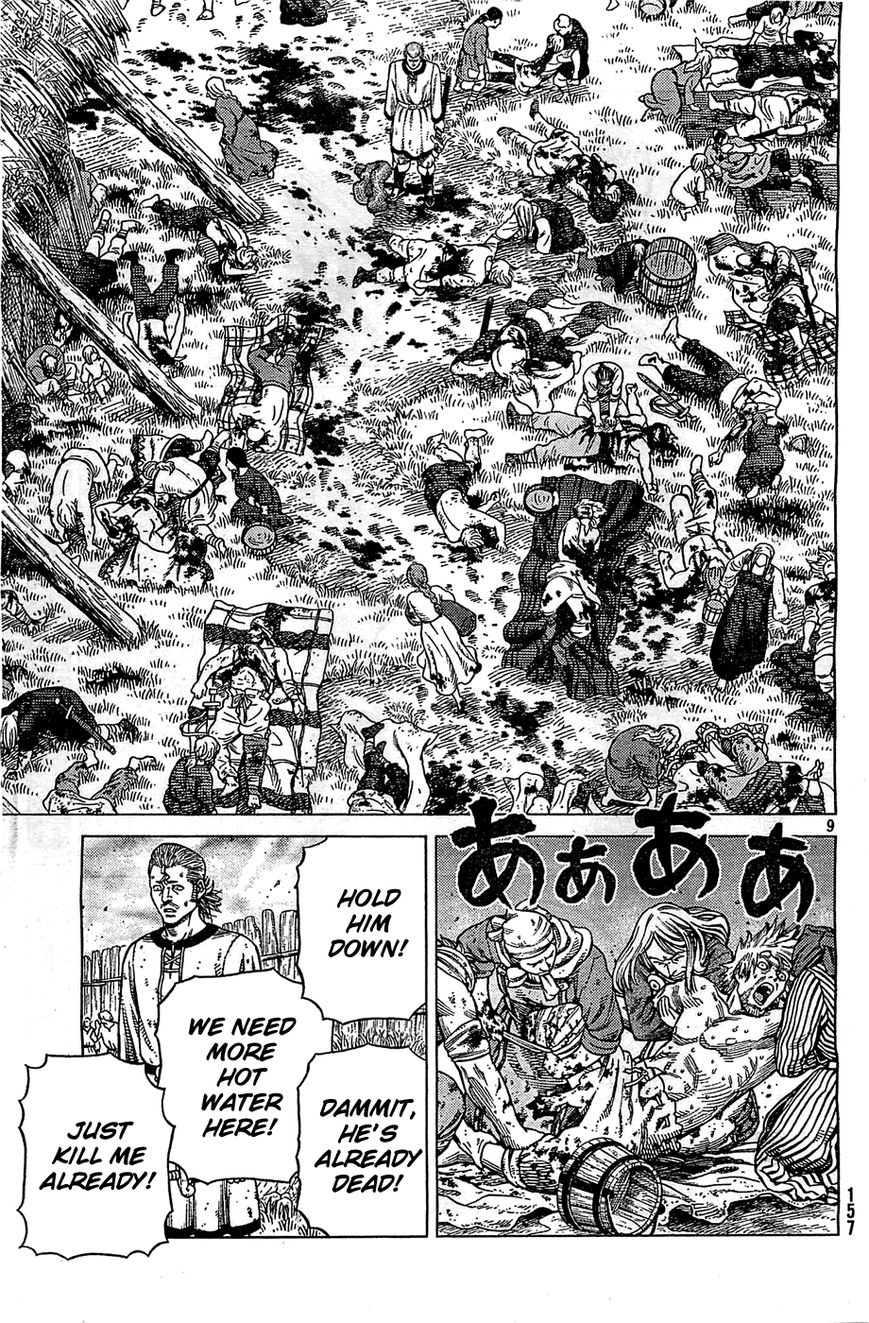 9
あぁあぁ
HOLD
HIM
DOWN!
WE NEED
MORE
HOT
WATER
HERE!
DAMMIT,
HE'S
ALREADY
DEAD!
JUST
KILL ME
ALREADY!
157